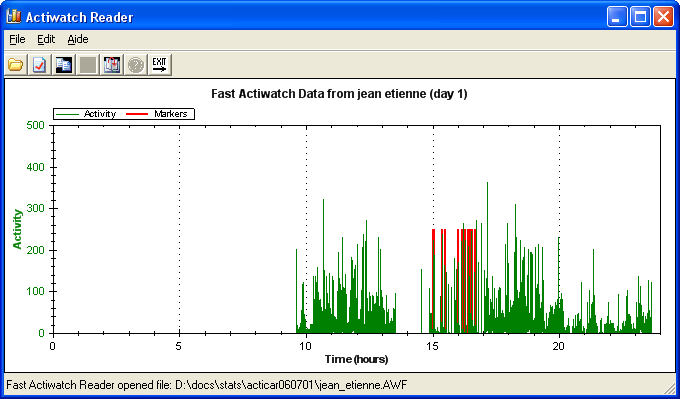 Actiwatch Reader
File Edit Aide
EXIT
Fast Actiwatch Data from jean etienne (day 1)
Activity Markers
500
400
300
200
100
0
Activity
0 5 10 15 20
Time (hours)
Fast Actiwatch Reader opened file: D:\docs\stats\acticar060701\jean_etienne.AWF